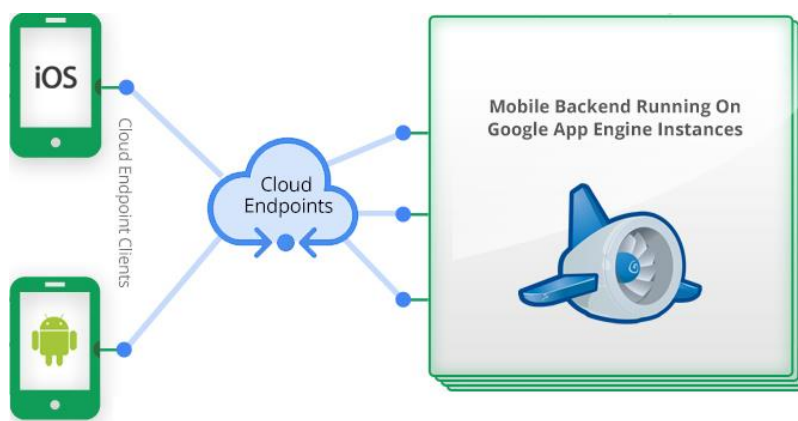 iOS
Cloud Endpoint Clients
Cloud
Endpoints
Mobile Backend Running On
Google App Engine Instances